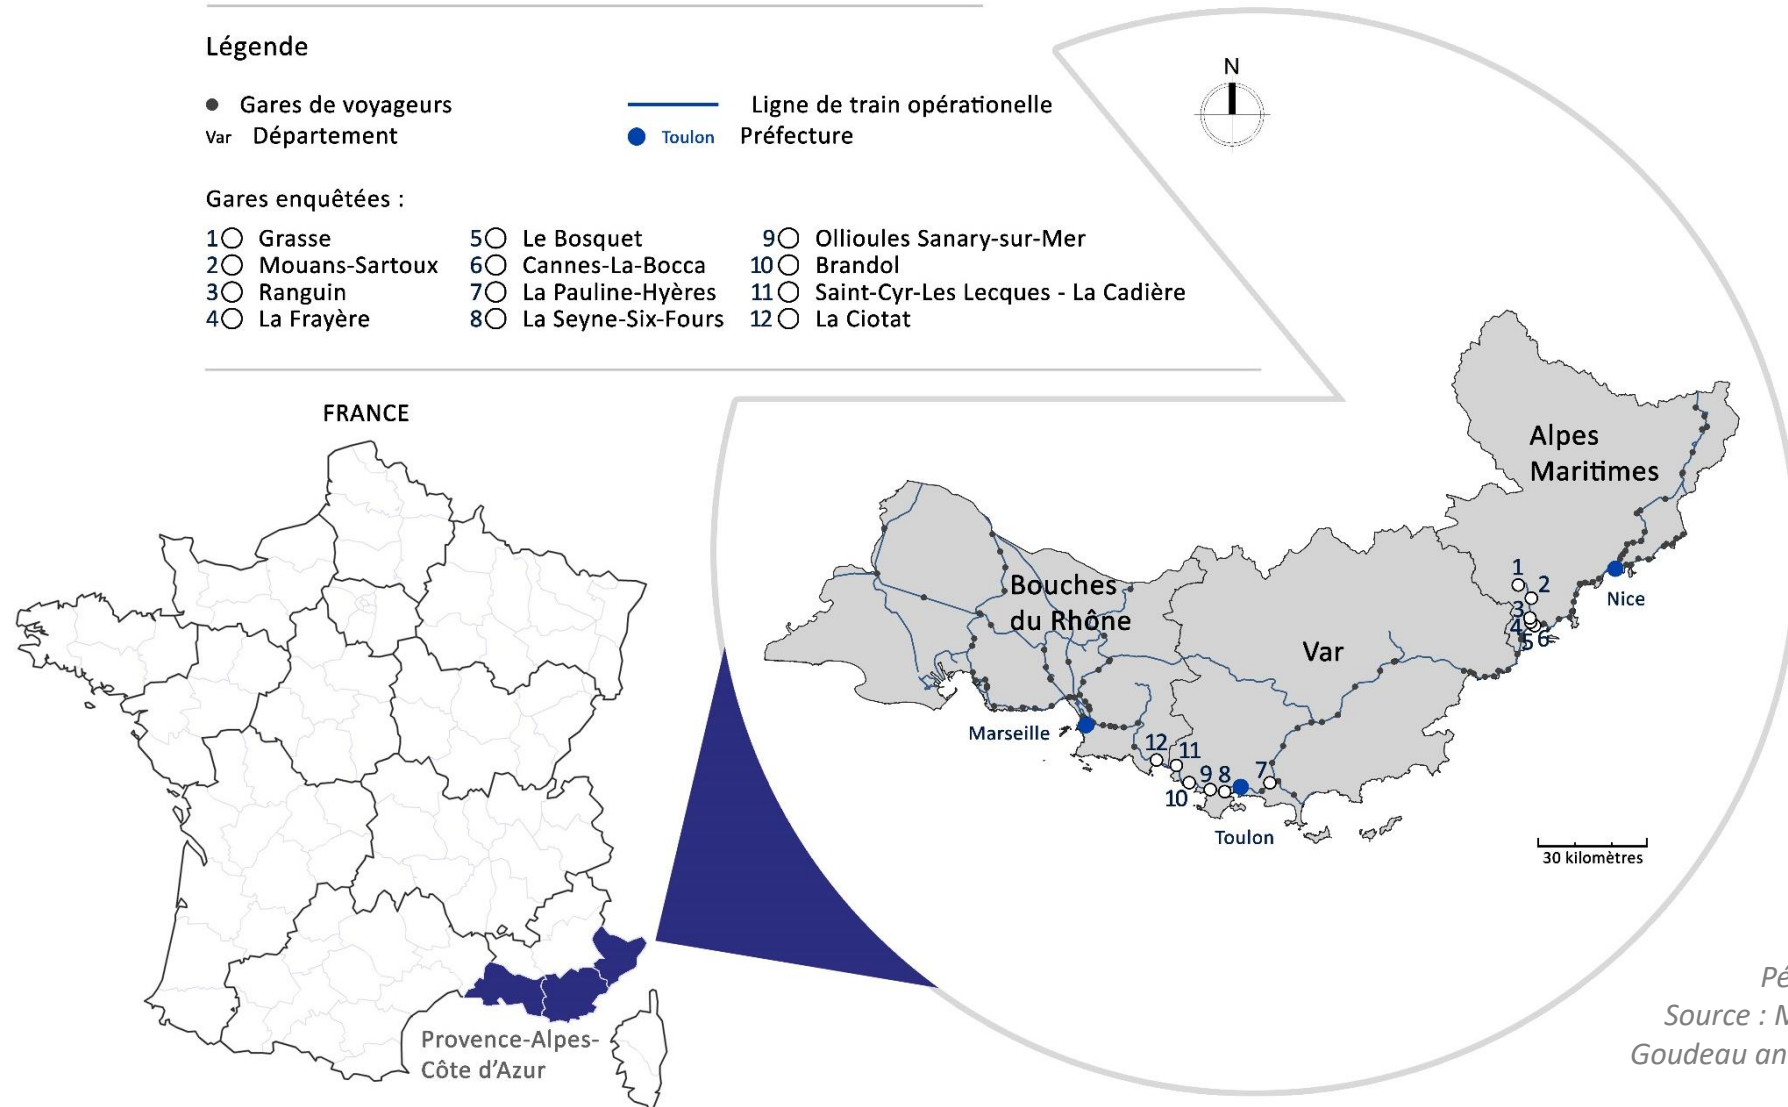 Légende
Gares de voyageurs
Ligne de train opérationelle
Var Département
Toulon Préfecture
Gares enquêtées :
1 Grasse
2 Mouans-Sartoux
3 Ranguin
4 La Frayère
5 Le Bosquet
6 Cannes-La-Bocca
7 La Pauline-Hyères
8 La Seyne-Six-Fours
9 Ollioules Sanary-sur-Mer
10 Brandol
11 Saint-Cyr-Les Lecques - La Cadière
12 La Ciotat
N
FRANCE
Provence-Alpes-
Côte d'Azur
Alpes
Maritimes
Bouches
du Rhône
Var
1
2
3
4
5
6
Nice
Marseille
12
11
10
9
8
7
Toulon
30 kilomètres
Pé
Source : M
Goudeau an